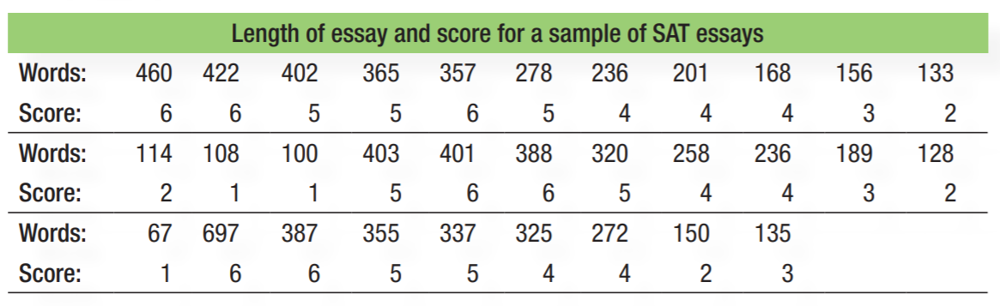 Length of essay and score for a sample of SAT essays
Words: 460 422 402 365 357 278 236 201 168 156 133
Score: 6 6 5 5 6 5 4 4 4 3 2
Words: 114 108 100 403 401 388 320 258 236 189 128
Score: 2 1 1 5 6 6 5 4 4 3 2
Words: 67 697 387 355 337 325 272 150 135
Score: 1 6 6 5 5 4 4 2 3